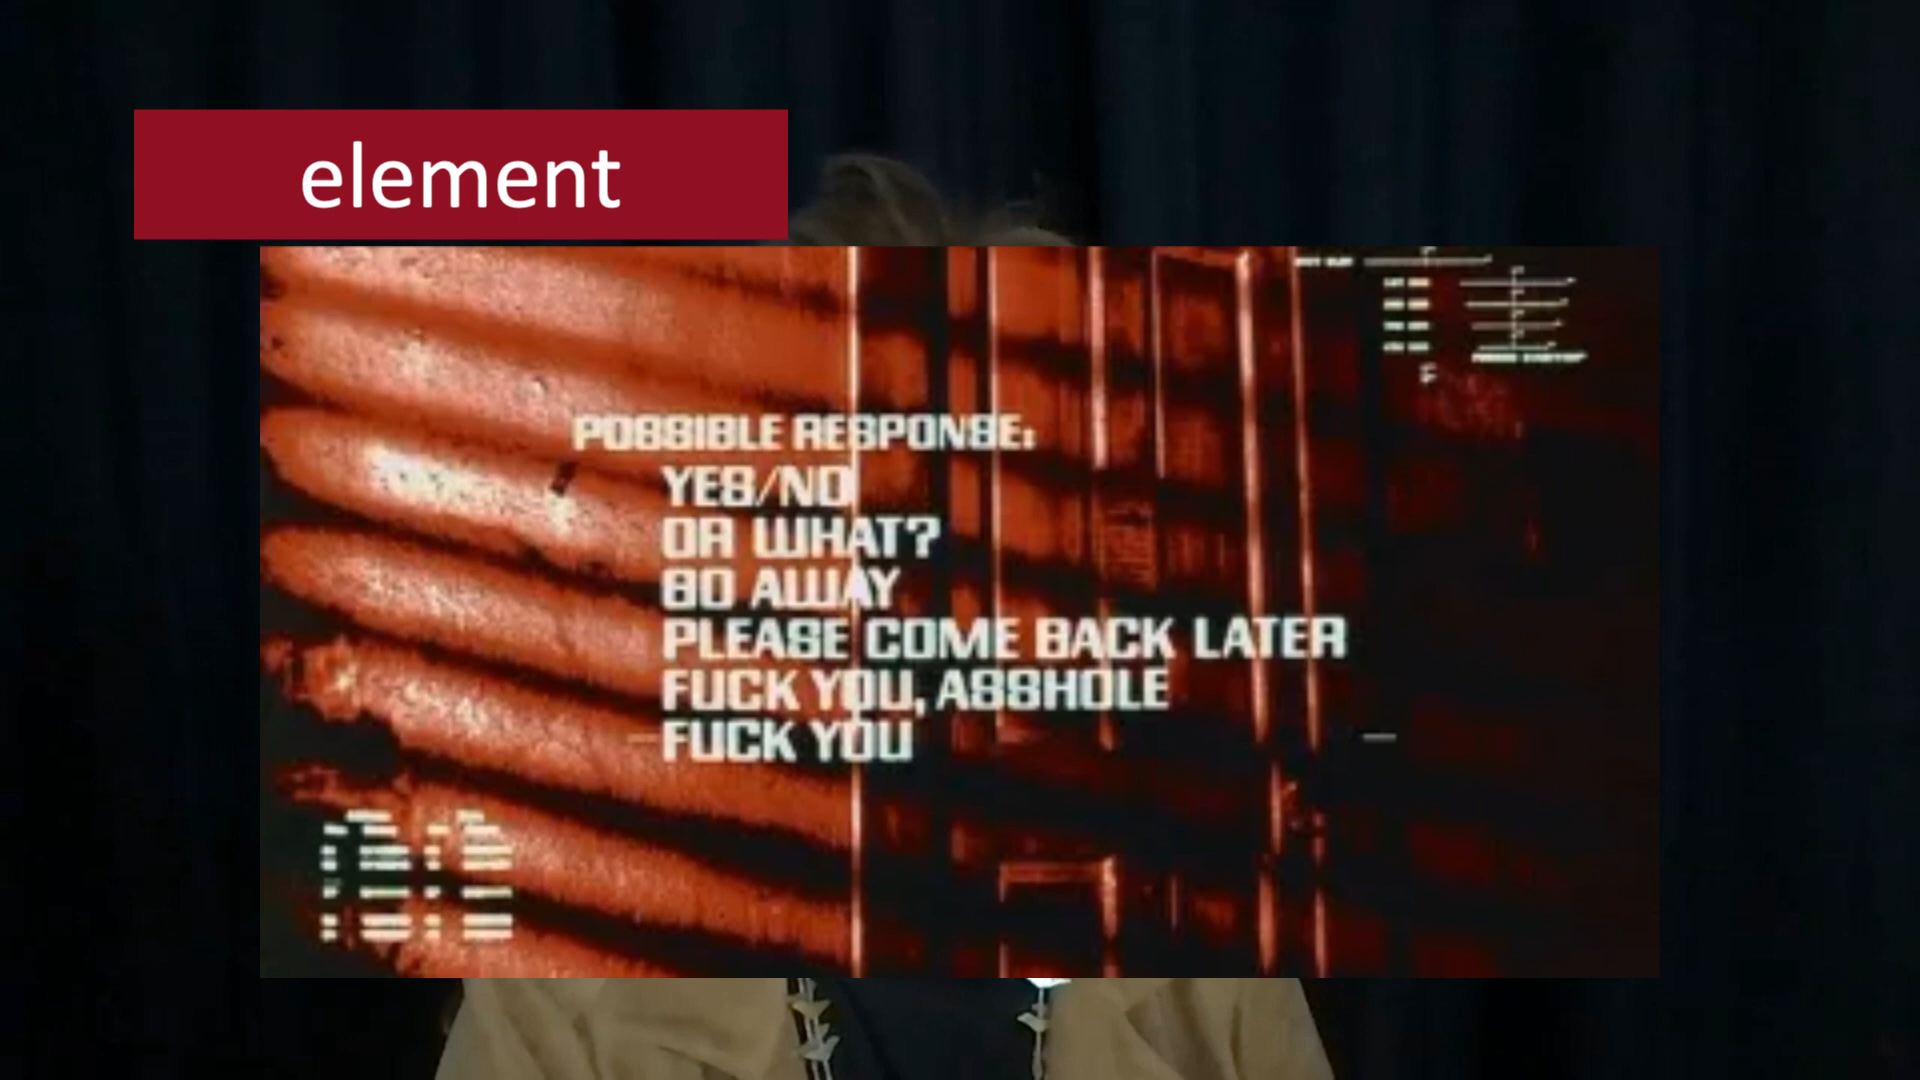 element
POSSIBLE RESPONSE:
YES/NO
OR WHAT?
GO AWAY
PLEASE COME BACK LATER
FUCK YOU, ASSHOLE
FUCK YOU